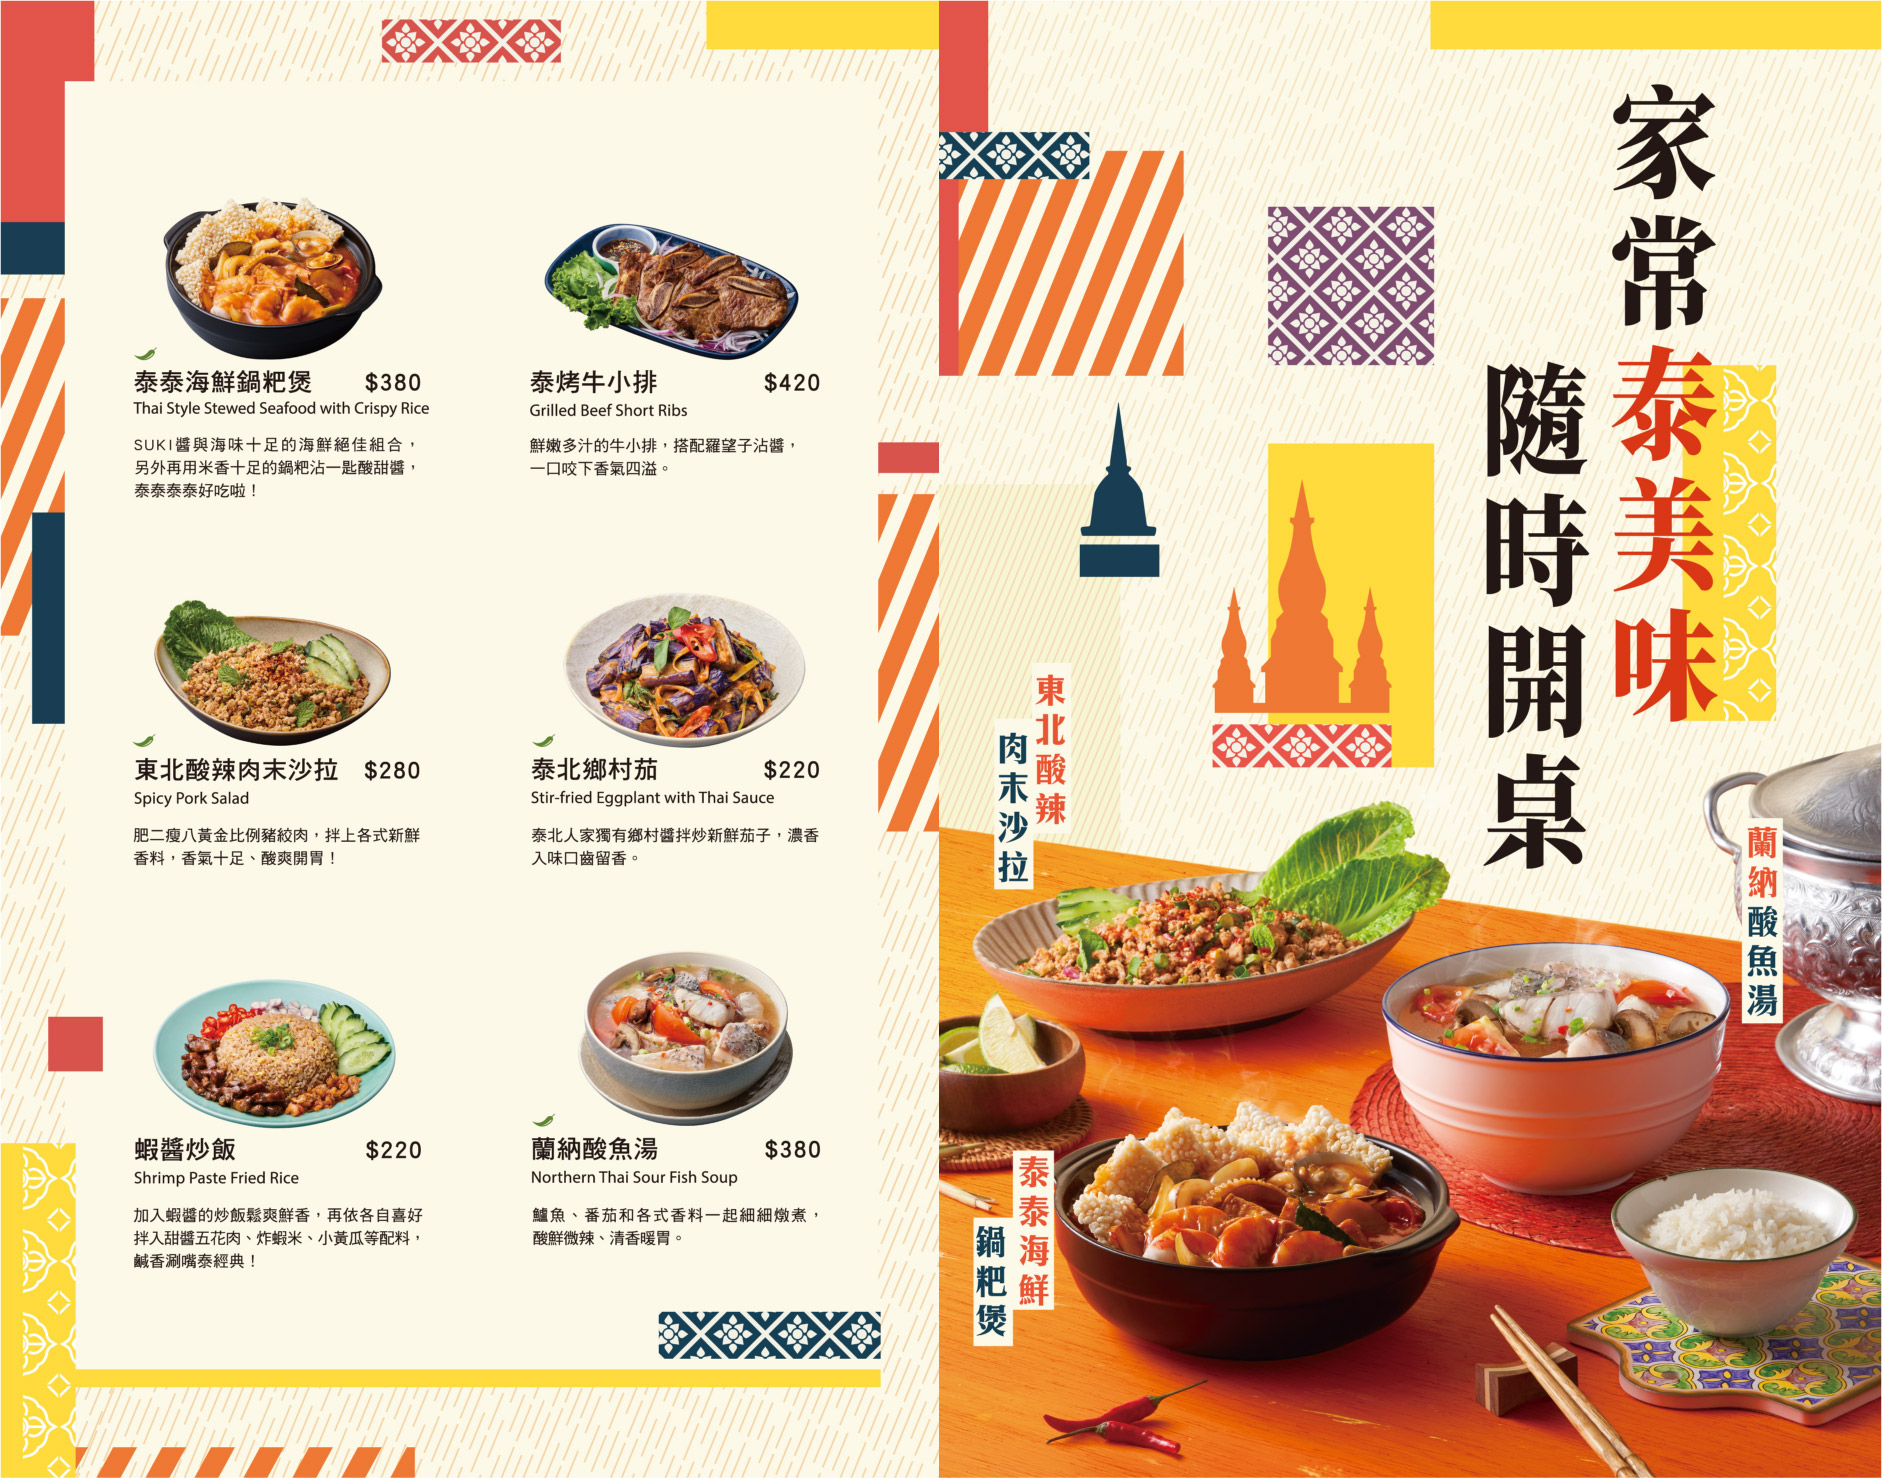 泰泰海鮮鍋粑煲 $380
Thai Style Stewed Seafood with Crispy Rice
SUKI醬與海味十足的海鮮絕佳組合，
另外再用米香十足的鍋粑沾一匙酸甜醬，
泰泰泰泰好吃啦！
泰烤牛小排 $420
Grilled Beef Short Ribs
鮮嫩多汁的牛小排，搭配羅望子沾醬，
一口咬下香氣四溢。
東北酸辣肉末沙拉 $280
Spicy Pork Salad
肥二瘦八黃金比例豬絞肉，拌上各式新鮮
香料，香氣十足、酸爽開胃！
泰北鄉村茄 $220
Stir-fried Eggplant with Thai Sauce
泰北人家獨有鄉村醬拌炒新鮮茄子，濃香
入味口齒留香。
蝦醬炒飯 $220
Shrimp Paste Fried Rice
加入蝦醬的炒飯鬆爽鮮香，再依各自喜好
拌入甜醬五花肉、炸蝦米、小黃瓜等配料，
鹹香涮嘴泰經典！
蘭納酸魚湯 $380
Northern Thai Sour Fish Soup
鱸魚、番茄和各式香料一起細細燉煮，
酸鮮微辣、清香暖胃。
家常泰美味
隨時開桌
東北酸辣
肉末沙拉
蘭納酸魚湯
泰泰海鮮
鍋粑煲